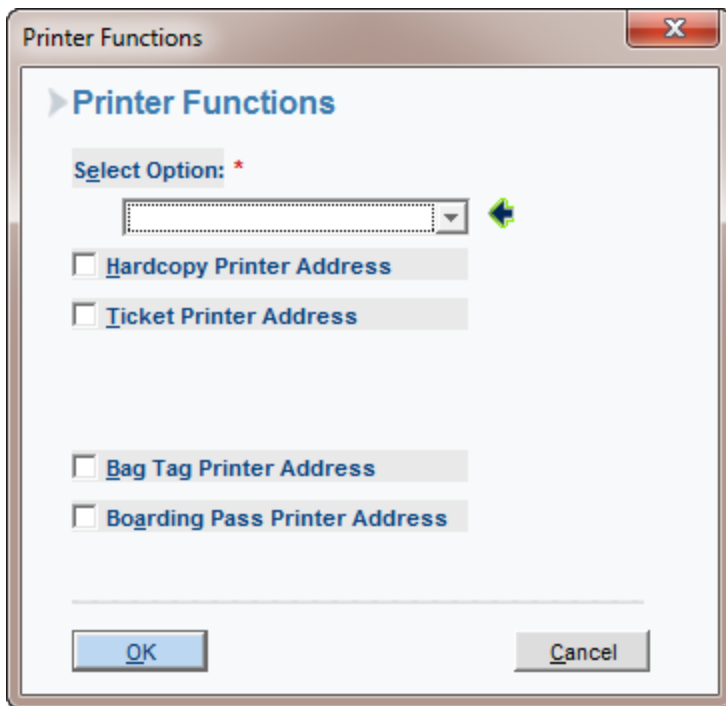 Printer Functions
Printer Functions
Select Option: *
Hardcopy Printer Address
Ticket Printer Address
Bag Tag Printer Address
Boarding Pass Printer Address
OK
Cancel